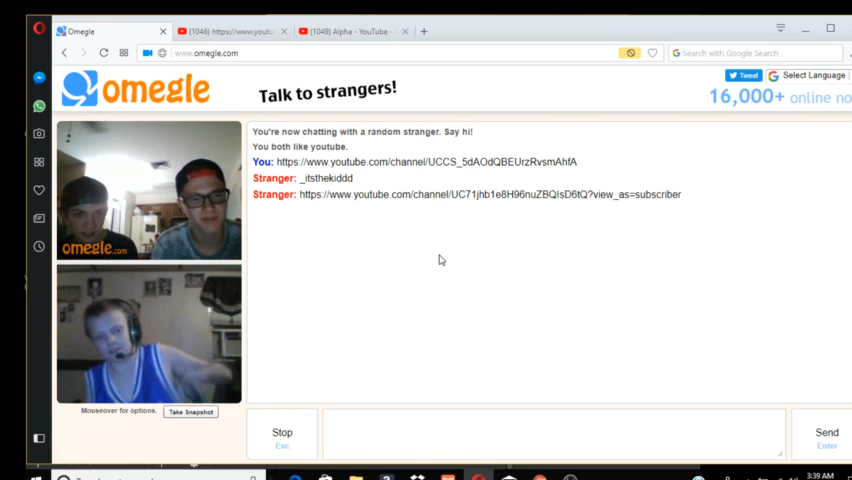 Omegle
(1046) https://www.youtu
(1049) Alpha - YouTube -
www.omegle.com
Search with Google Search
omegle
Talk to strangers!
Tweet
Select Language
16,000+ online no
You're now chatting with a random stranger. Say hi!
You both like youtube.
You: https://www.youtube.com/channel/UCCS_5dAOdQBEUrzRvsmAhfA
Stranger: _itsthekiddd
Stranger: https://www.youtube.com/channel/UC71jhb1e8H96nuZBQIsD6tQ?view_as=subscriber
omegle.com
Mouseover for options.
Take Snapshot
Stop
Esc
Send
Enter
3:39 AM